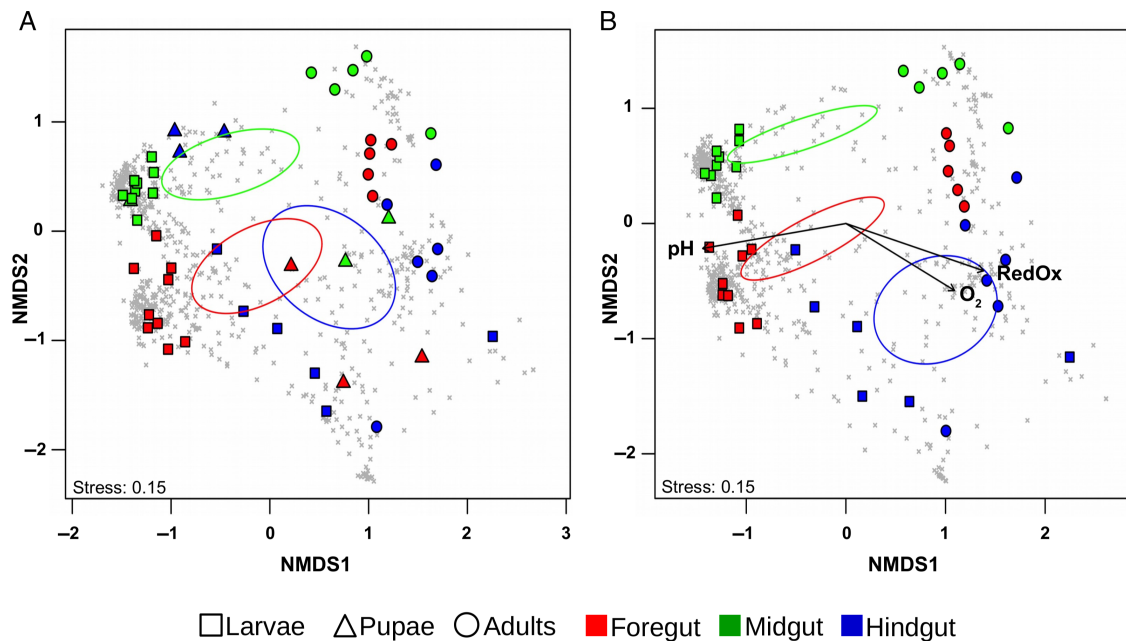 A
NMDS2
1
0
−1
−2
Stress: 0.15
−2 −1 0 1 2 3
NMDS1
B
NMDS2
1
0
−1
−2
pH
RedOx
O2
Stress: 0.15
−1 0 1 2
NMDS1
Larvae Pupae Adults Foregut Midgut Hindgut